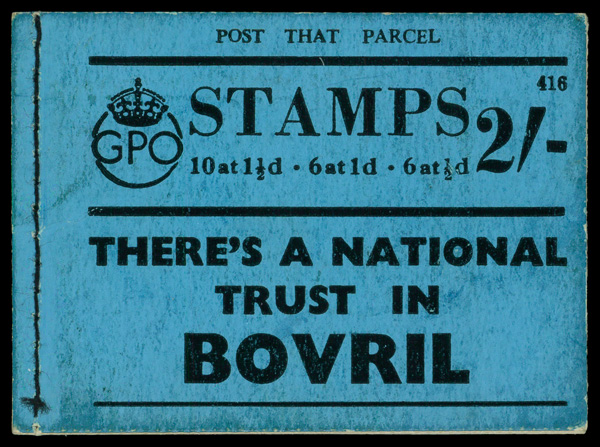 POST THAT PARCEL
416
GPO
STAMPS 2/-
10 at 1½d · 6 at 1d · 6 at ½d
THERE'S A NATIONAL
TRUST IN
BOVRIL